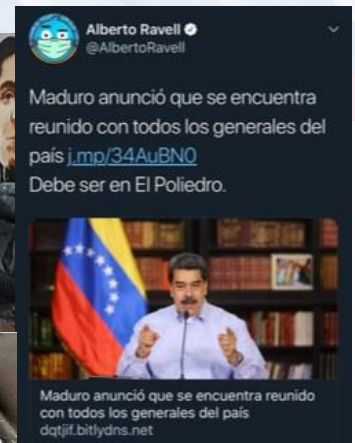 Alberto Ravell
@AlbertoRavell
Maduro anunció que se encuentra
reunido con todos los generales del
país j.mp/34AuBN0
Debe ser en El Poliedro.
Maduro anunció que se encuentra reunido
con todos los generales del país
dqtjif.bitlydns.net